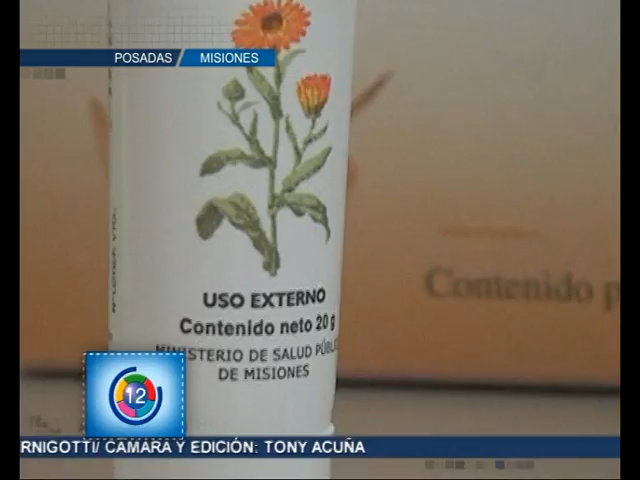 POSADAS MISIONES
USO EXTERNO
Contenido neto 20 g
MINISTERIO DE SALUD PÚBLICA
DE MISIONES
Contenido
12
RNIGOTTI/ CAMARA Y EDICIÓN: TONY ACUÑA